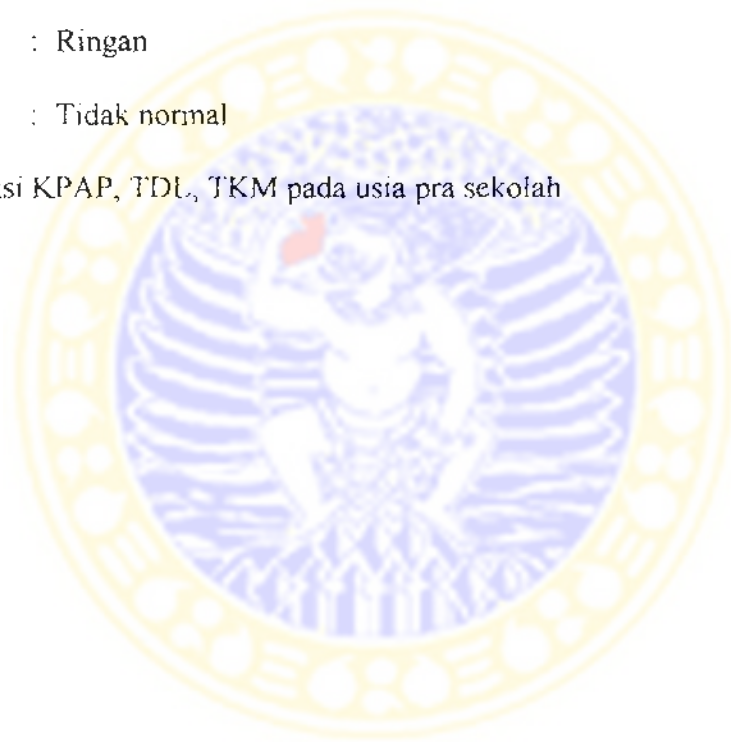 : Ringan
: Tidak normal
si KPAP, TDL, TKM pada usia pra sekolah